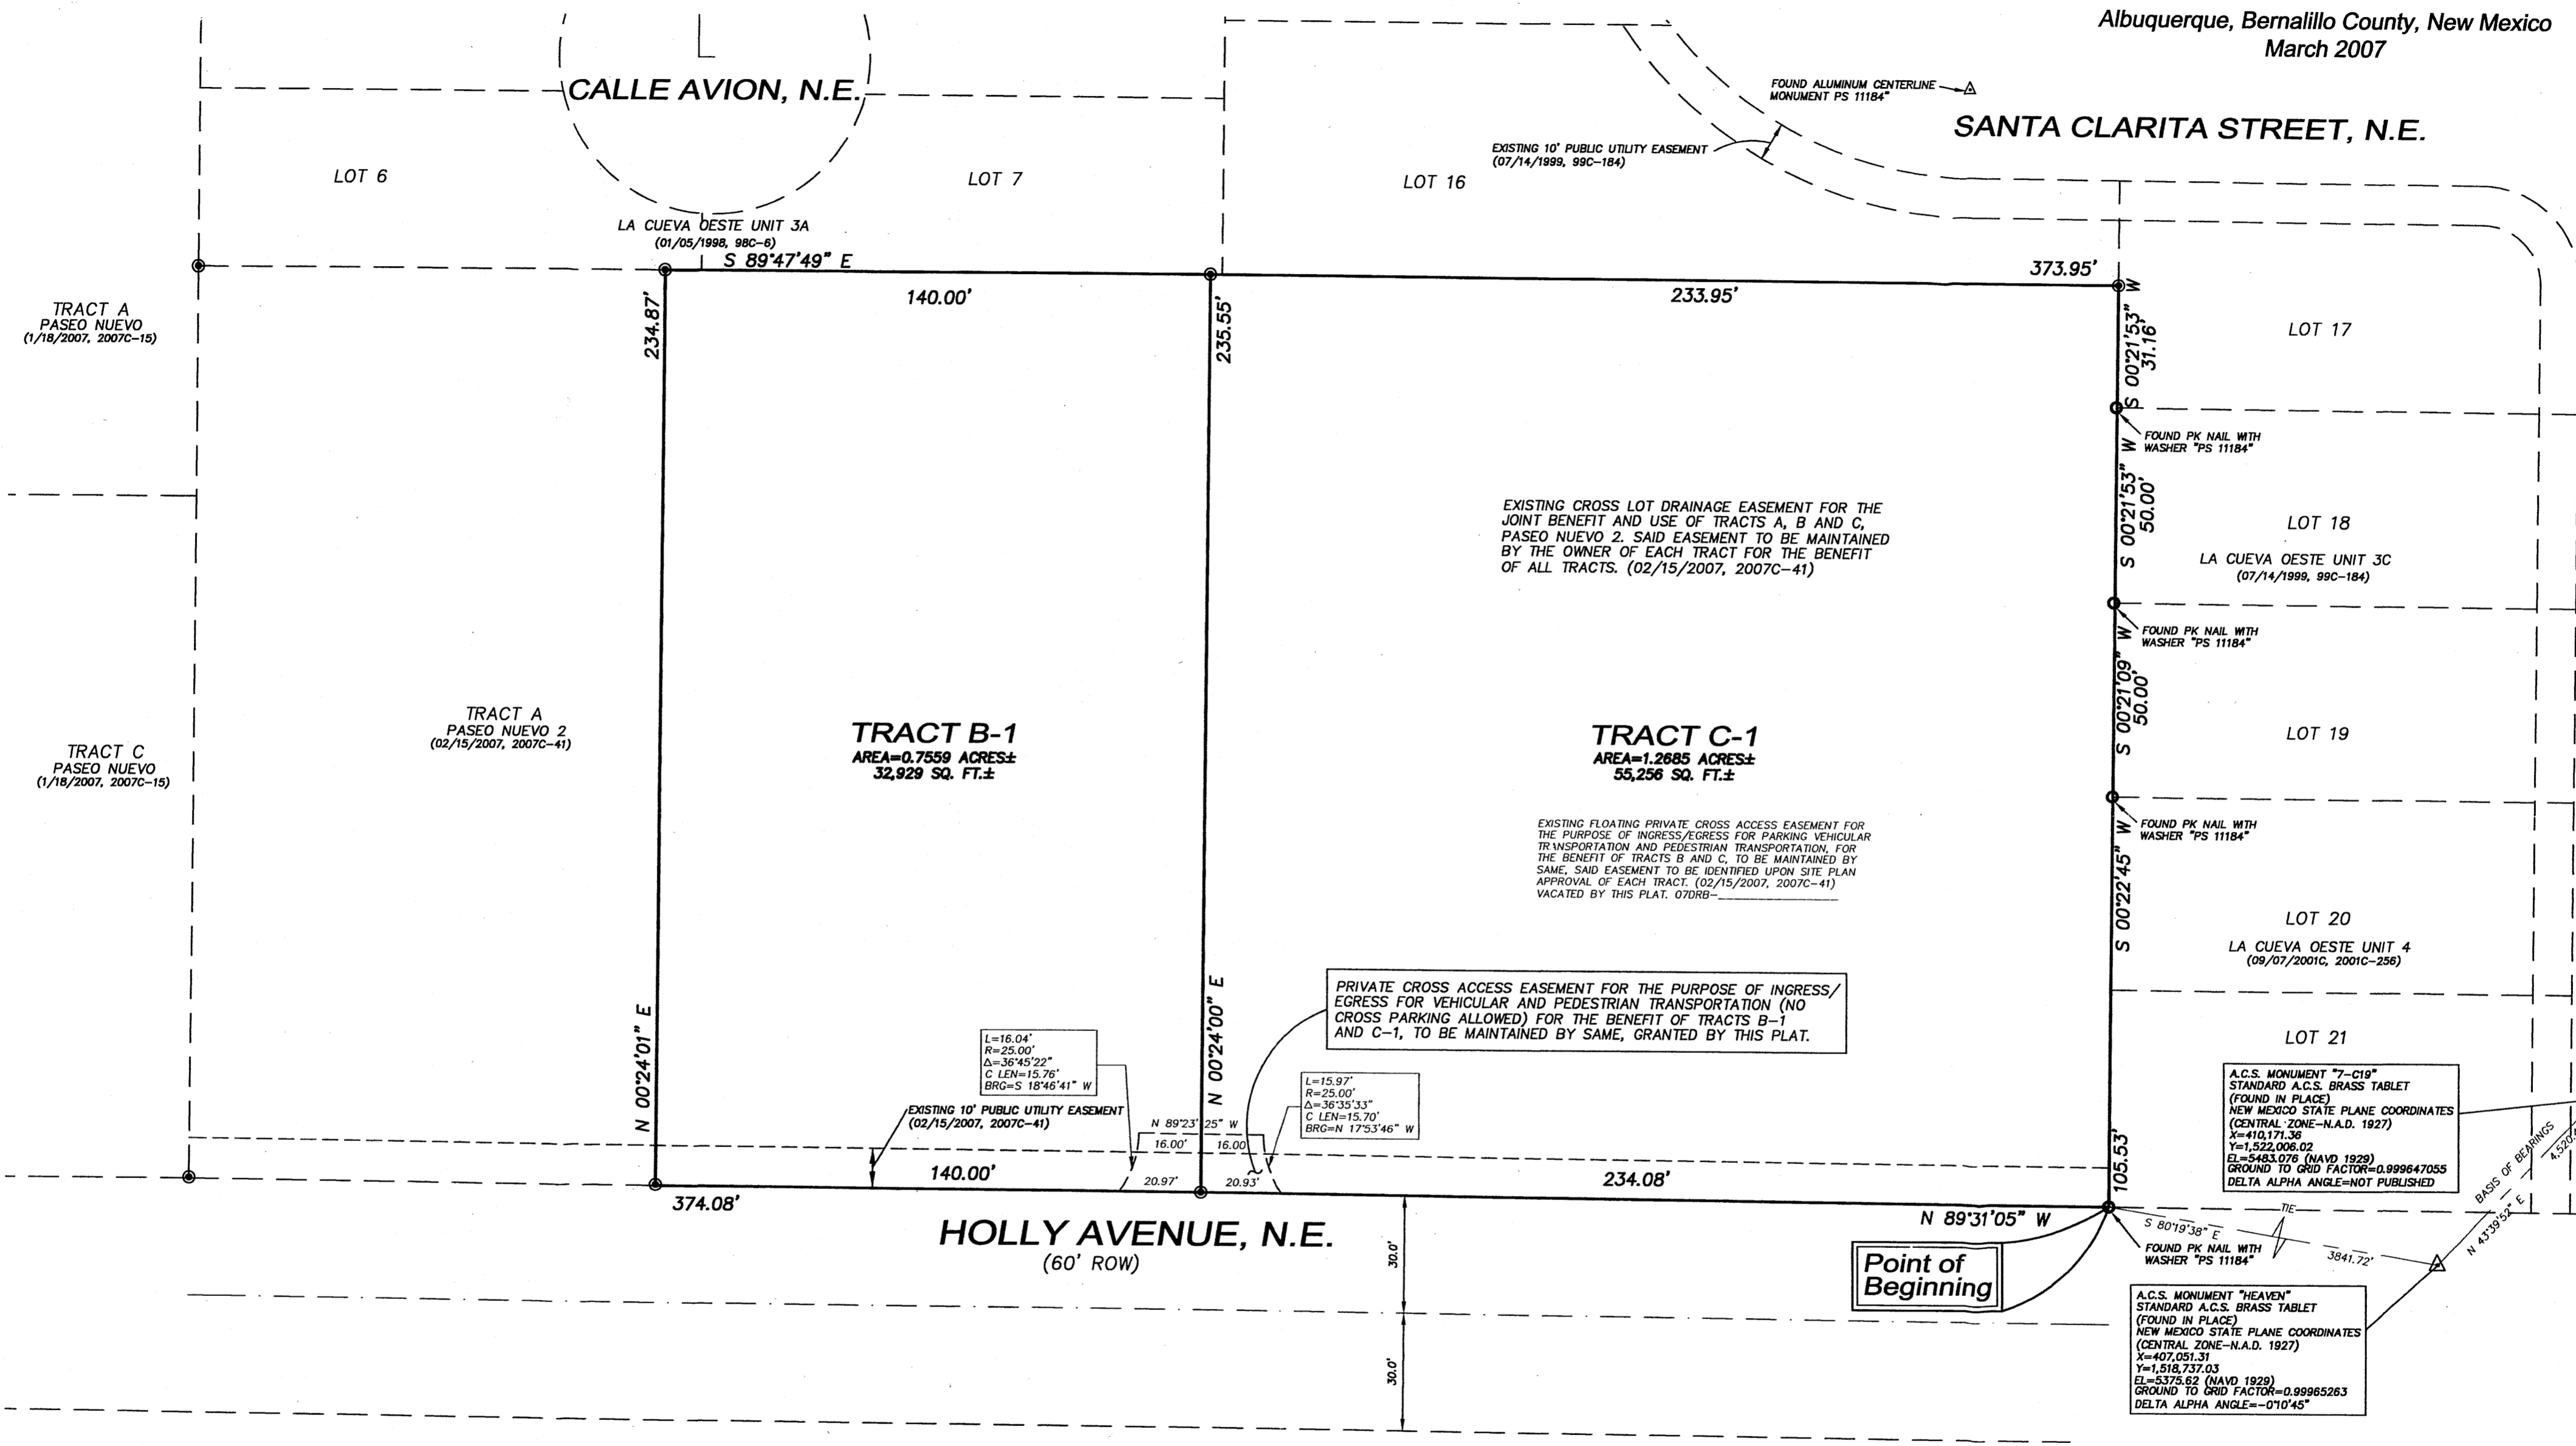 Albuquerque, Bernalillo County, New Mexico
March 2007
CALLE AVION, N.E.
FOUND ALUMINUM CENTERLINE
MONUMENT PS 11184"
SANTA CLARITA STREET, N.E.
EXISTING 10' PUBLIC UTILITY EASEMENT
(07/14/1999, 99C-184)
LOT 6
LOT 7
LOT 16
LA CUEVA OESTE UNIT 3A
(01/05/1998, 98C-6)
S 89°47'49" E
373.95'
140.00'
233.95'
TRACT A
PASEO NUEVO
(1/18/2007, 2007C-15)
234.87'
235.55'
S 00°21'53" W
31.16'
LOT 17
FOUND PK NAIL WITH
WASHER "PS 11184"
S 00°21'53" W
50.00'
EXISTING CROSS LOT DRAINAGE EASEMENT FOR THE
JOINT BENEFIT AND USE OF TRACTS A, B AND C,
PASEO NUEVO 2. SAID EASEMENT TO BE MAINTAINED
BY THE OWNER OF EACH TRACT FOR THE BENEFIT
OF ALL TRACTS. (02/15/2007, 2007C-41)
LOT 18
LA CUEVA OESTE UNIT 3C
(07/14/1999, 99C-184)
FOUND PK NAIL WITH
WASHER "PS 11184"
S 00°21'09" W
50.00'
TRACT A
PASEO NUEVO 2
(02/15/2007, 2007C-41)
TRACT C
PASEO NUEVO
(1/18/2007, 2007C-15)
TRACT B-1
AREA=0.7559 ACRES±
32,929 SQ. FT.±
TRACT C-1
AREA=1.2685 ACRES±
55,256 SQ. FT.±
LOT 19
FOUND PK NAIL WITH
WASHER "PS 11184"
EXISTING FLOATING PRIVATE CROSS ACCESS EASEMENT FOR
THE PURPOSE OF INGRESS/EGRESS FOR PARKING VEHICULAR
TRANSPORTATION AND PEDESTRIAN TRANSPORTATION, FOR
THE BENEFIT OF TRACTS B AND C, TO BE MAINTAINED BY
SAME, SAID EASEMENT TO BE IDENTIFIED UPON SITE PLAN
APPROVAL OF EACH TRACT. (02/15/2007, 2007C-41)
VACATED BY THIS PLAT. 07DRB-
S 00°22'45" W
105.53'
LOT 20
LA CUEVA OESTE UNIT 4
(09/07/2001C, 2001C-256)
PRIVATE CROSS ACCESS EASEMENT FOR THE PURPOSE OF INGRESS/
EGRESS FOR VEHICULAR AND PEDESTRIAN TRANSPORTATION (NO
CROSS PARKING ALLOWED) FOR THE BENEFIT OF TRACTS B-1
AND C-1, TO BE MAINTAINED BY SAME, GRANTED BY THIS PLAT.
LOT 21
N 00°24'01" E
N 00°24'00" E
L=16.04'
R=25.00'
Δ=36°45'22"
C LEN=15.76'
BRG=S 18°46'41" W
L=15.97'
R=25.00'
Δ=36°35'33"
C LEN=15.70'
BRG=N 17°53'46" W
EXISTING 10' PUBLIC UTILITY EASEMENT
(02/15/2007, 2007C-41)
N 89°23'25" W
16.00'
16.00
A.C.S. MONUMENT "7-C19"
STANDARD A.C.S. BRASS TABLET
(FOUND IN PLACE)
NEW MEXICO STATE PLANE COORDINATES
(CENTRAL ZONE-N.A.D. 1927)
X=410,171.36
Y=1,522,006.02
EL=5483.076 (NAVD 1929)
GROUND TO GRID FACTOR=0.999647055
DELTA ALPHA ANGLE=NOT PUBLISHED
BASIS OF BEARINGS
N 43°39'52" E
140.00'
20.97'
20.93'
234.08'
374.08'
N 89°31'05" W
HOLLY AVENUE, N.E.
(60' ROW)
30.0'
30.0'
Point of
Beginning
TIE
S 80°19'38" E
3841.72'
FOUND PK NAIL WITH
WASHER "PS 11184"
A.C.S. MONUMENT "HEAVEN"
STANDARD A.C.S. BRASS TABLET
(FOUND IN PLACE)
NEW MEXICO STATE PLANE COORDINATES
(CENTRAL ZONE-N.A.D. 1927)
X=407,051.31
Y=1,518,737.03
EL=5375.62 (NAVD 1929)
GROUND TO GRID FACTOR=0.99965263
DELTA ALPHA ANGLE=-0°10'45"